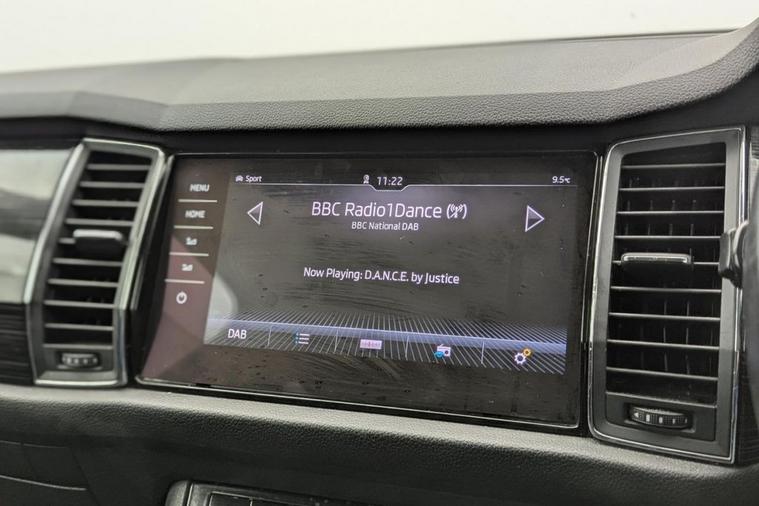 Sport
11:22
9.5°C
MENU
HOME
BBC Radio1Dance
BBC National DAB
Now Playing: D.A.N.C.E. by Justice
DAB